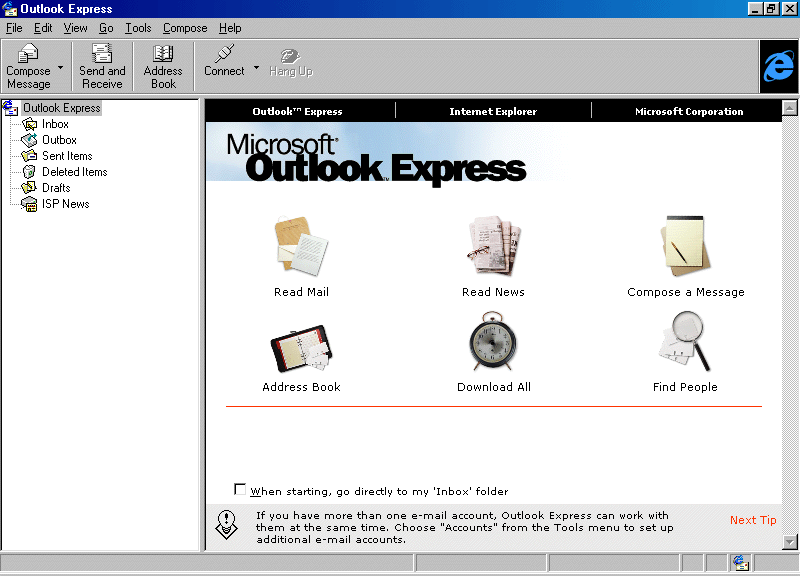 Outlook Express
File Edit View Go Tools Compose Help
Compose Message
Send and Receive
Address Book
Connect
Hang Up
Outlook Express
Inbox
Outbox
Sent Items
Deleted Items
Drafts
ISP News
Outlook™ Express Internet Explorer Microsoft Corporation
Microsoft®
Outlook™ Express
Read Mail Read News Compose a Message
Address Book Download All Find People
When starting, go directly to my 'Inbox' folder
If you have more than one e-mail account, Outlook Express can work with
them at the same time. Choose "Accounts" from the Tools menu to set up
additional e-mail accounts.
Next Tip